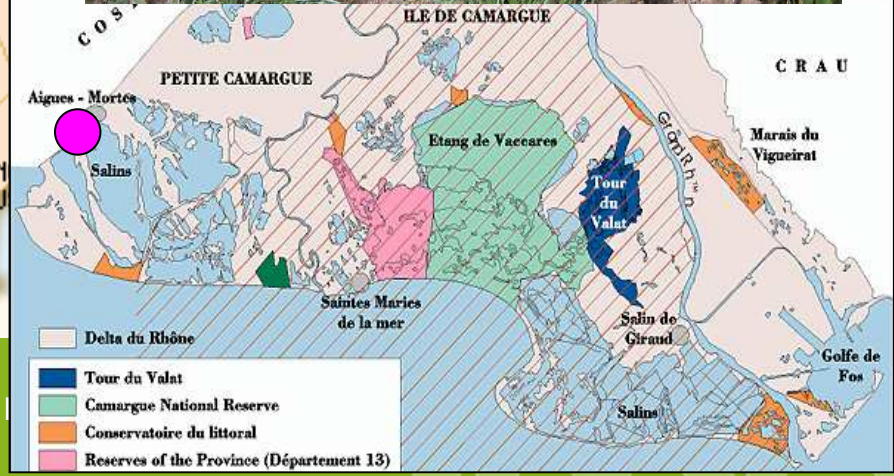 COS
ILE DE CAMARGUE
CRAU
PETITE CAMARGUE
Aigues - Mortes
Etang de Vaccares
Marais du
Vigueirat
Salins
Tour
du
Valat
Saintes Maries
de la mer
Salin de
Giraud
Golfe de
Fos
Salins
Delta du Rhône
Tour du Valat
Camargue National Reserve
Conservatoire du littoral
Reserves of the Province (Département 13)